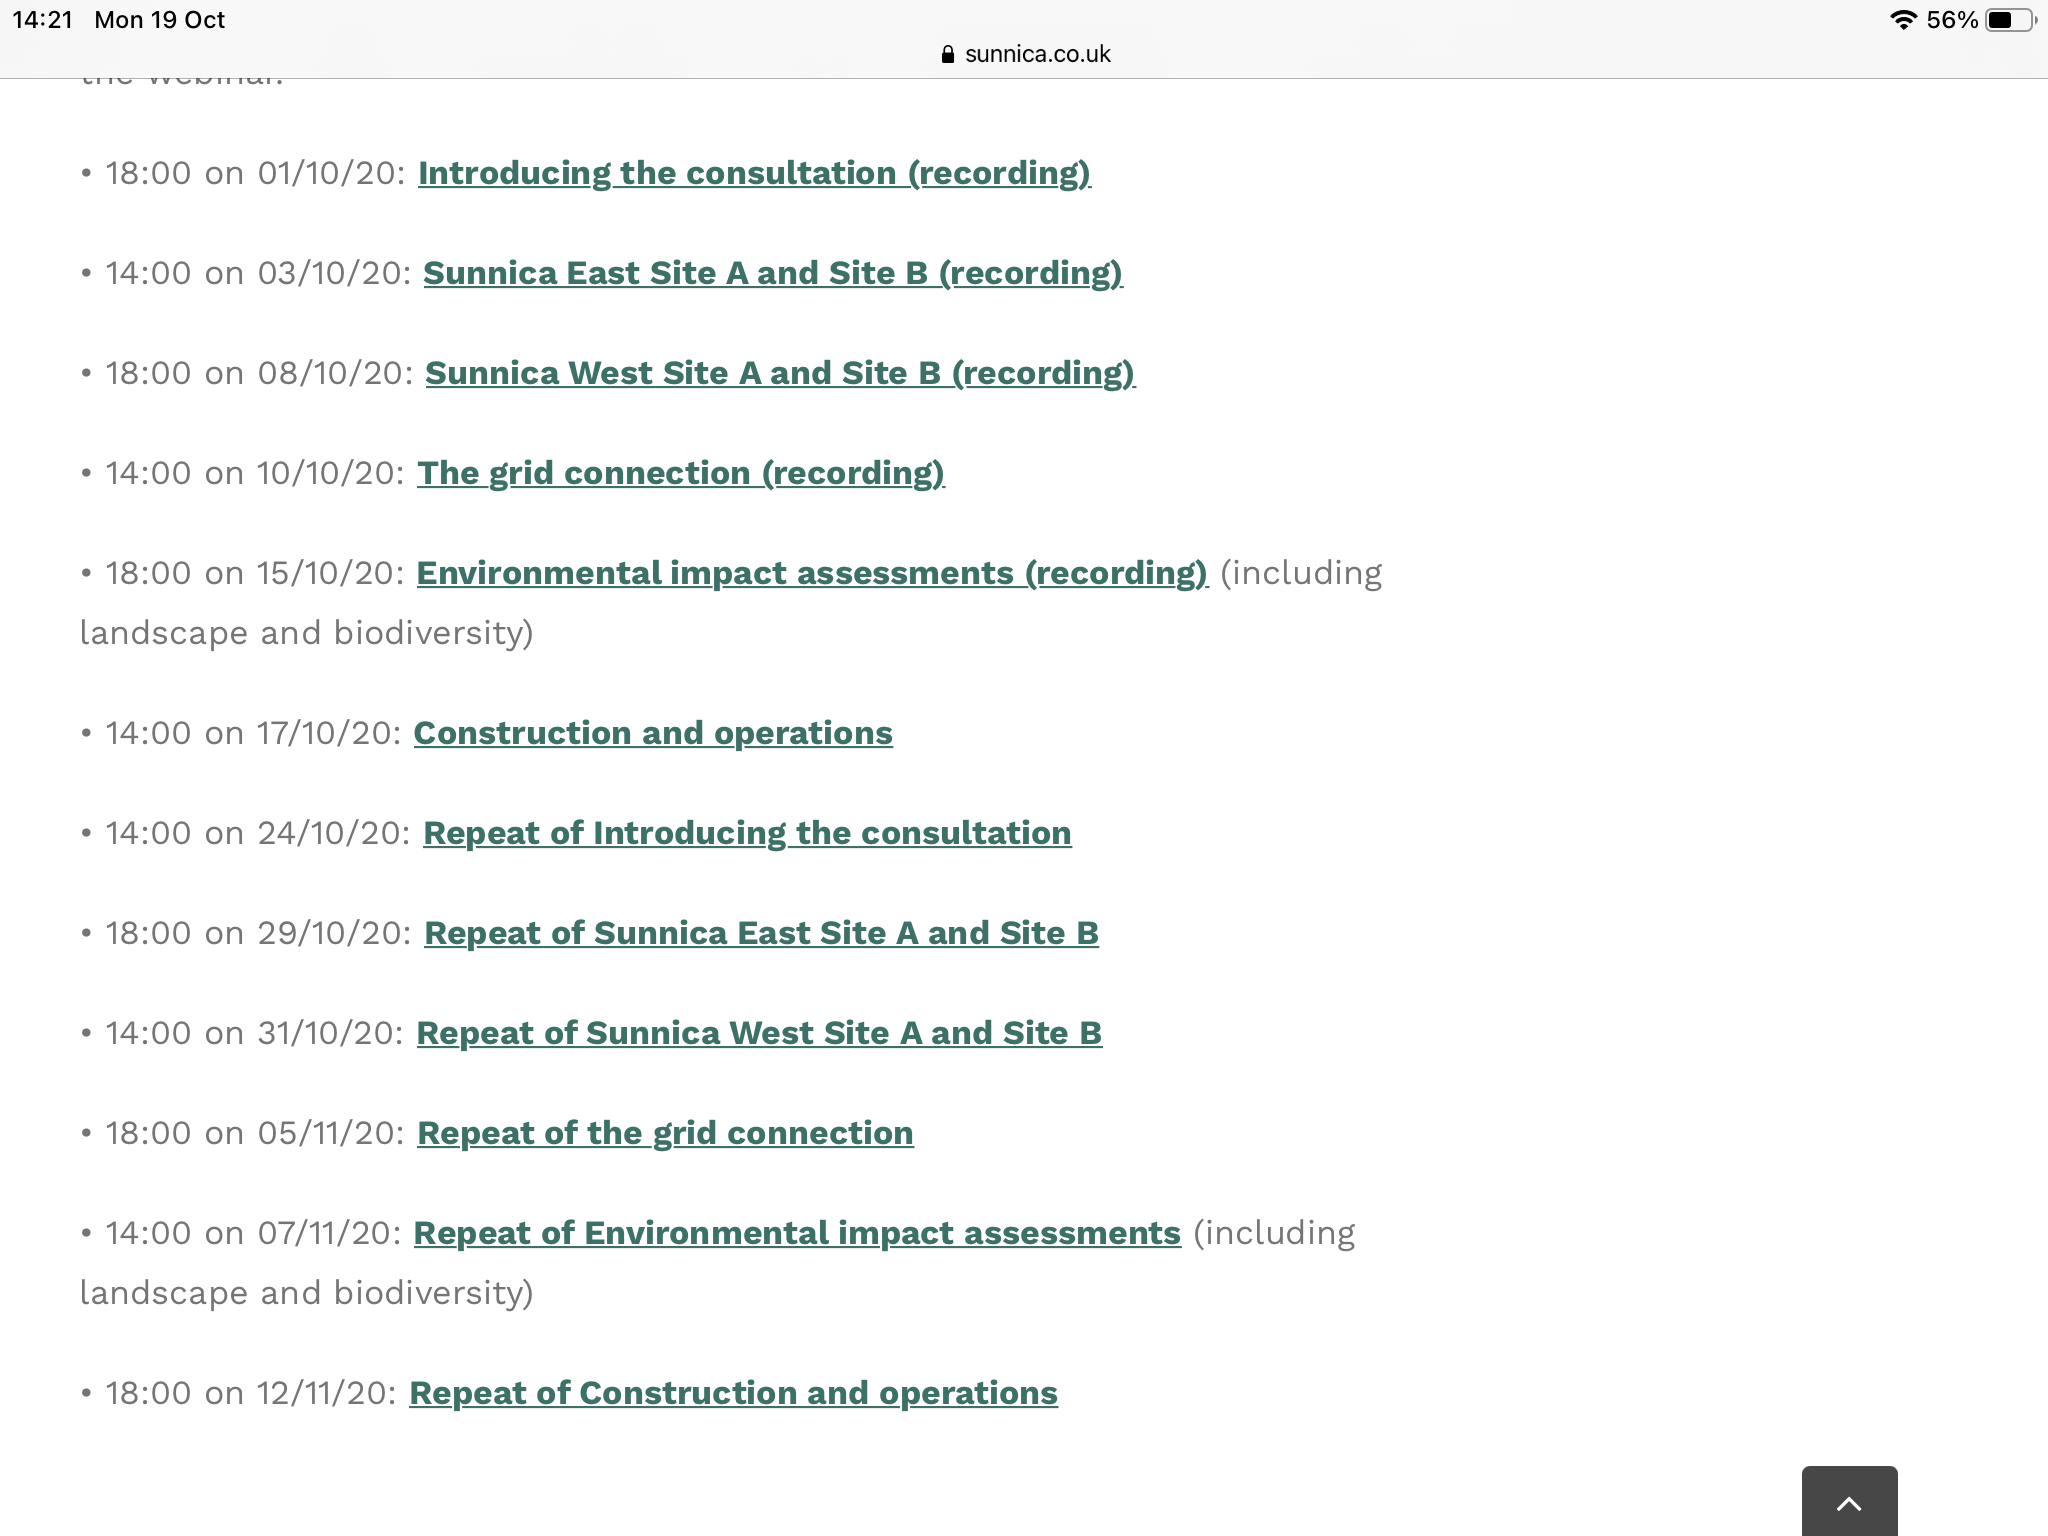 14:21 Mon 19 Oct
56%
sunnica.co.uk
the webinar.
• 18:00 on 01/10/20: Introducing the consultation (recording)
• 14:00 on 03/10/20: Sunnica East Site A and Site B (recording)
• 18:00 on 08/10/20: Sunnica West Site A and Site B (recording)
• 14:00 on 10/10/20: The grid connection (recording)
• 18:00 on 15/10/20: Environmental impact assessments (recording) (including
landscape and biodiversity)
• 14:00 on 17/10/20: Construction and operations
• 14:00 on 24/10/20: Repeat of Introducing the consultation
• 18:00 on 29/10/20: Repeat of Sunnica East Site A and Site B
• 14:00 on 31/10/20: Repeat of Sunnica West Site A and Site B
• 18:00 on 05/11/20: Repeat of the grid connection
• 14:00 on 07/11/20: Repeat of Environmental impact assessments (including
landscape and biodiversity)
• 18:00 on 12/11/20: Repeat of Construction and operations